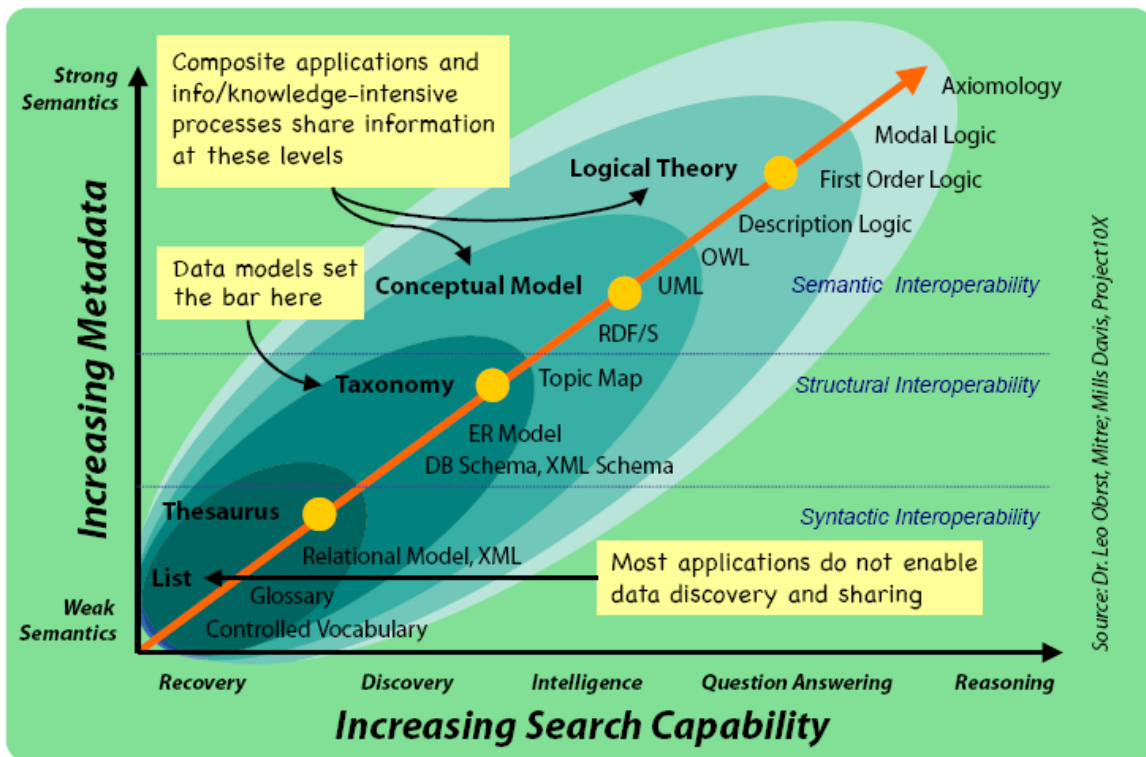 Composite applications and
info/knowledge-intensive
processes share information
at these levels
Strong
Semantics
Axiomology
Modal Logic
Logical Theory
First Order Logic
Description Logic
OWL
Data models set
the bar here
Conceptual Model
UML
Semantic Interoperability
RDF/S
Taxonomy
Topic Map
Structural Interoperability
ER Model
DB Schema, XML Schema
Thesaurus
Syntactic Interoperability
Relational Model, XML
Most applications do not enable
data discovery and sharing
List
Glossary
Controlled Vocabulary
Weak
Semantics
Increasing Metadata
Recovery
Discovery
Intelligence
Question Answering
Reasoning
Increasing Search Capability
Source: Dr. Leo Obrst, Mitre; Mills Davis, Project10X